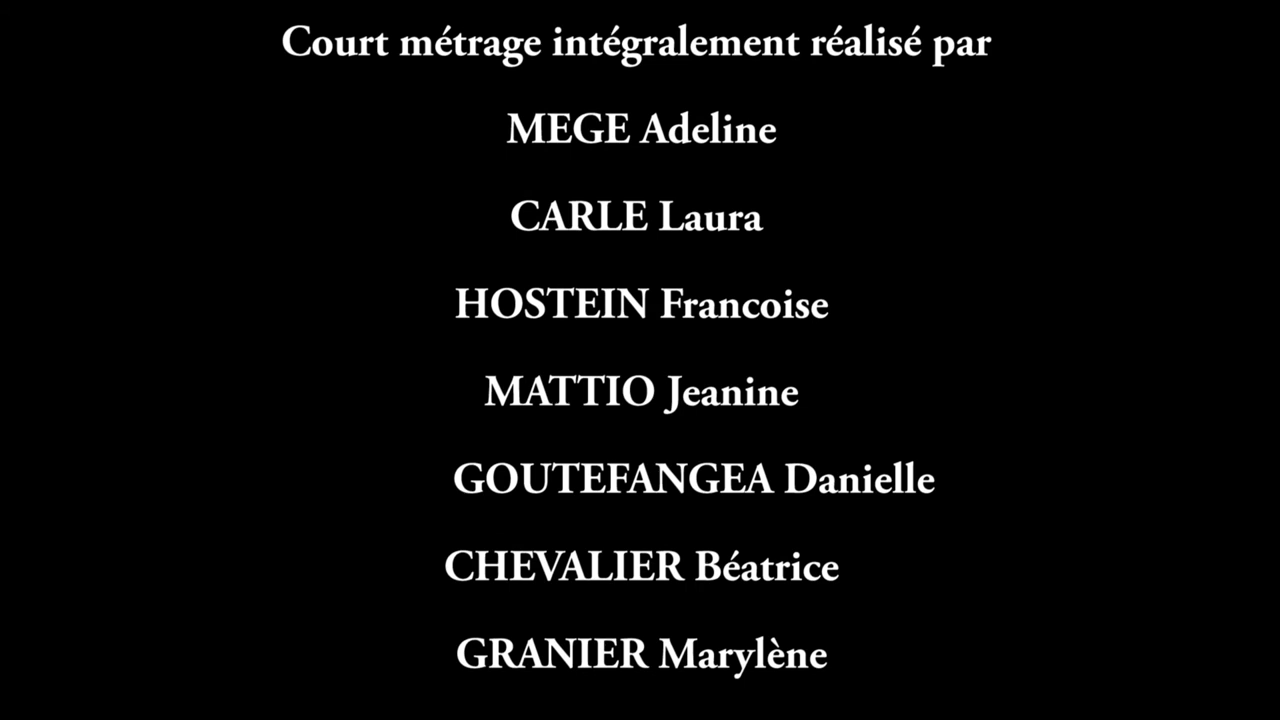 Court métrage intégralement réalisé par
MEGE Adeline
CARLE Laura
HOSTEIN Francoise
MATTIO Jeanine
GOUTEFANGEA Danielle
CHEVALIER Béatrice
GRANIER Marylène